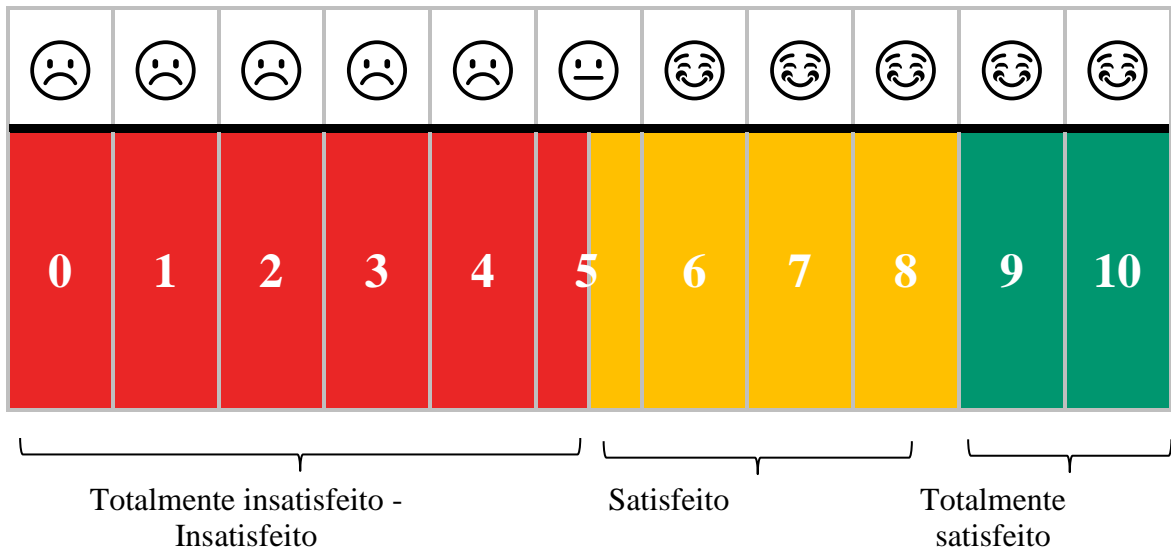 0 1 2 3 4 5 6 7 8 9 10
Totalmente insatisfeito -
Insatisfeito
Satisfeito
Totalmente
satisfeito